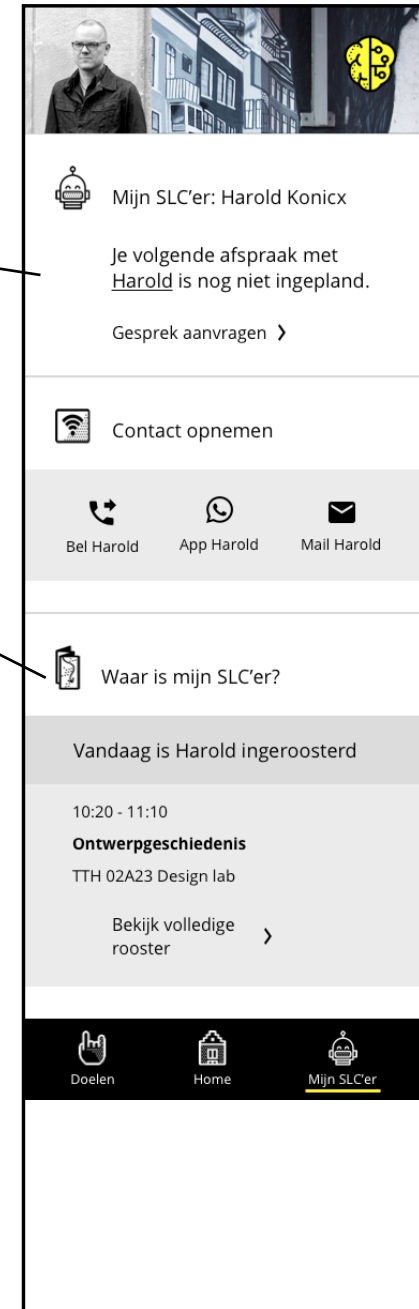 Mijn SLC’er: Harold Konicx
Je volgende afspraak met
Harold is nog niet ingepland.
Gesprek aanvragen
Contact opnemen
Bel Harold
App Harold
Mail Harold
Waar is mijn SLC’er?
Vandaag is Harold ingeroosterd
10:20 - 11:10
Ontwerpgeschiedenis
TTH 02A23 Design lab
Bekijk volledige
rooster
Doelen
Home
Mijn SLC’er